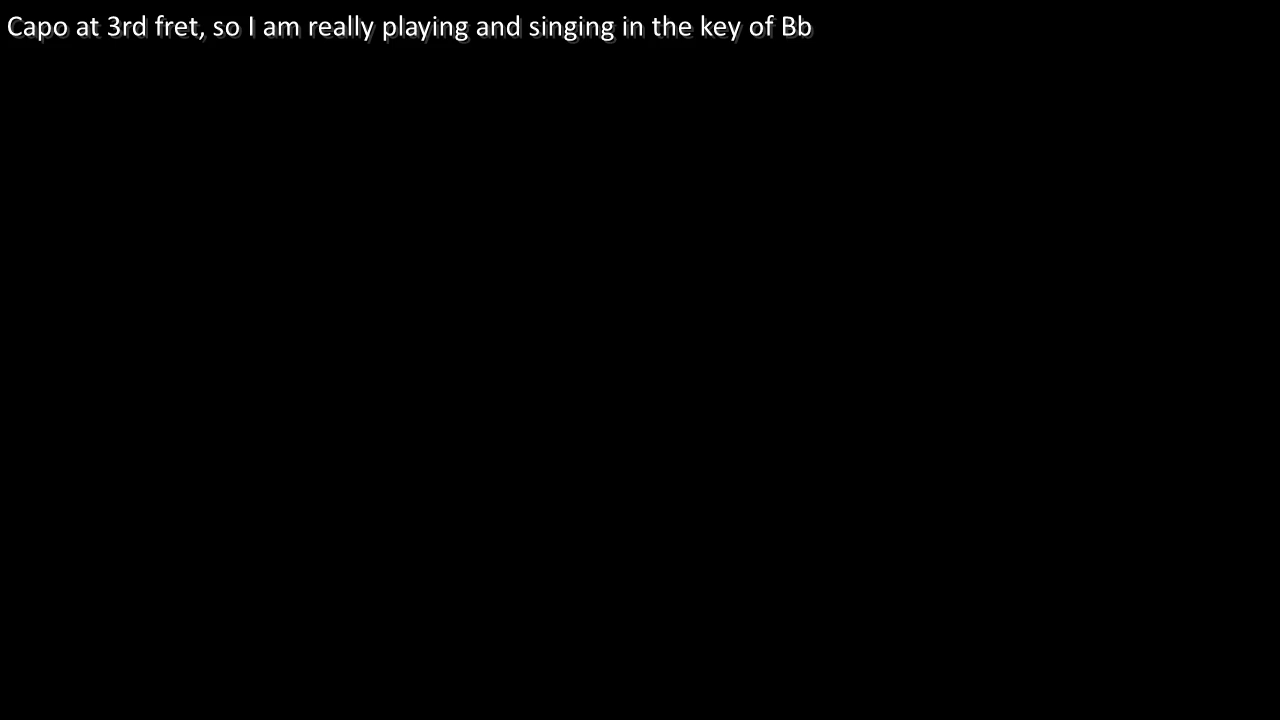 Capo at 3rd fret, so I am really playing and singing in the key of Bb